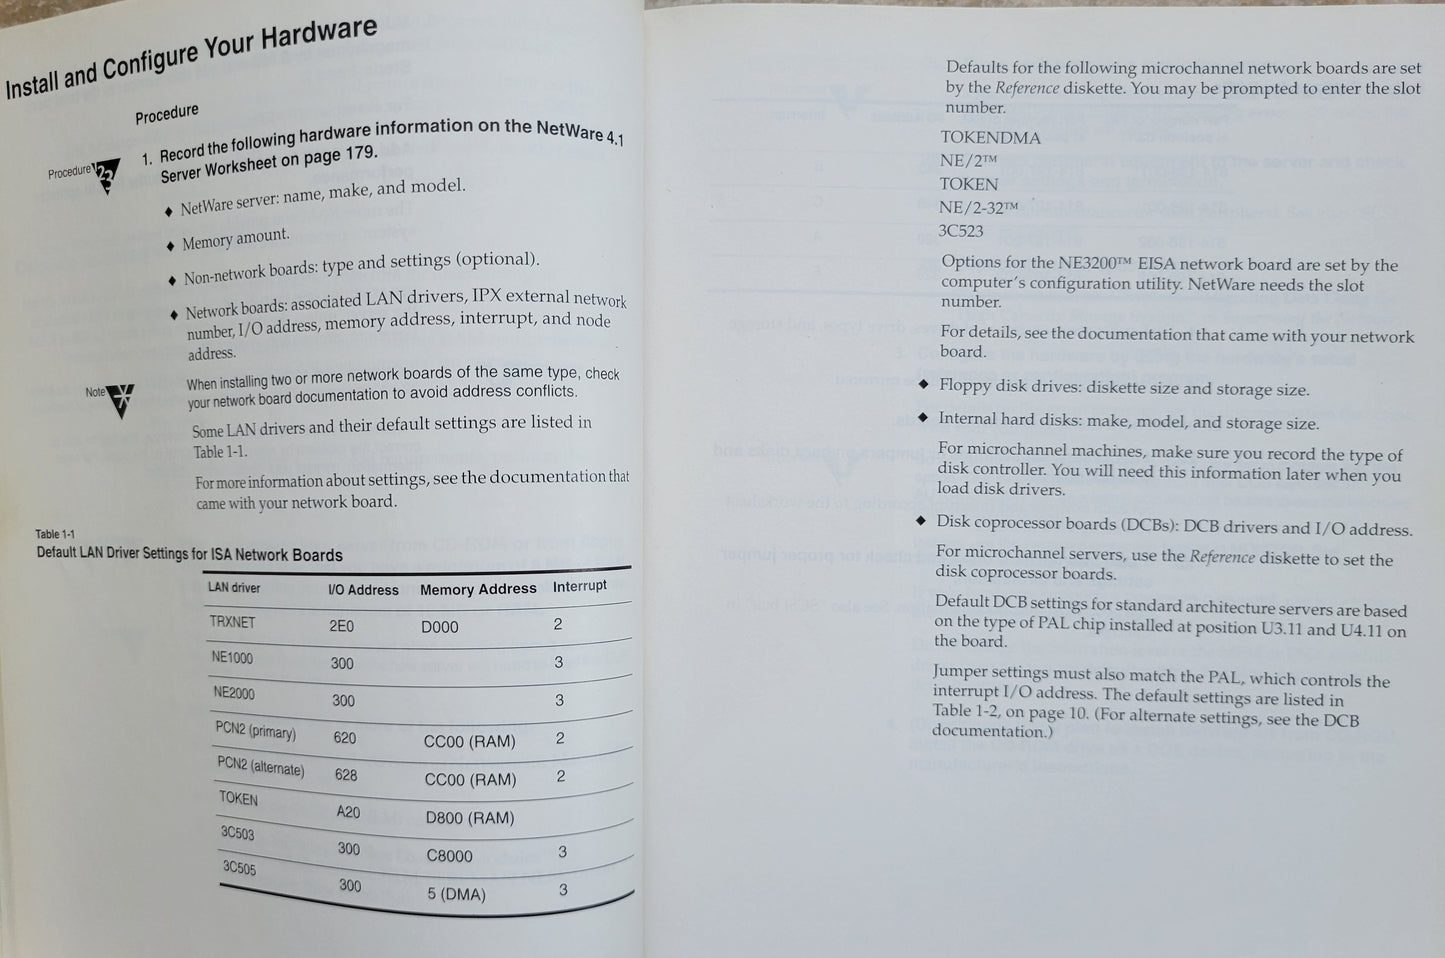 Install and Configure Your Hardware
Procedure
Procedure
1. Record the following hardware information on the NetWare 4.1
Server Worksheet on page 179.
◆ NetWare server: name, make, and model.
◆ Memory amount.
◆ Non-network boards: type and settings (optional).
◆ Network boards: associated LAN drivers, IPX external network
number, I/O address, memory address, interrupt, and node
address.
Note
When installing two or more network boards of the same type, check
your network board documentation to avoid address conflicts.
Some LAN drivers and their default settings are listed in
Table 1-1.
For more information about settings, see the documentation that
came with your network board.
Table 1-1
Default LAN Driver Settings for ISA Network Boards
LAN driver I/O Address Memory Address Interrupt
TRXNET 2E0 D000 2
NE1000 300 3
NE2000 300 3
PCN2 (primary) 620 CC00 (RAM) 2
PCN2 (alternate) 628 CC00 (RAM) 2
TOKEN A20 D800 (RAM)
3C503 300 C8000 3
3C505 300 5 (DMA) 3
Defaults for the following microchannel network boards are set
by the Reference diskette. You may be prompted to enter the slot
number.
TOKENDMA
NE/2™
TOKEN
NE/2-32™
3C523
Options for the NE3200™ EISA network board are set by the
computer´s configuration utility. NetWare needs the slot
number.
For details, see the documentation that came with your network
board.
◆ Floppy disk drives: diskette size and storage size.
◆ Internal hard disks: make, model, and storage size.
For microchannel machines, make sure you record the type of
disk controller. You will need this information later when you
load disk drivers.
◆ Disk coprocessor boards (DCBs): DCB drivers and I/O address.
For microchannel servers, use the Reference diskette to set the
disk coprocessor boards.
Default DCB settings for standard architecture servers are based
on the type of PAL chip installed at position U3.11 and U4.11 on
the board.
Jumper settings must also match the PAL, which controls the
interrupt I/O address. The default settings are listed in
Table 1-2, on page 10. (For alternate settings, see the DCB
documentation.)